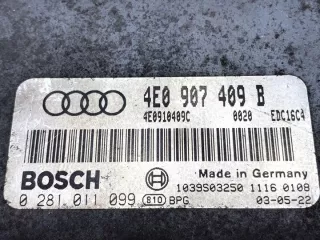 4E0 907 409 B
4E0910409C 0020 EDC16C4
BOSCH Made in Germany
1039S03250 1116 0108
0 281 011 099 810 BPG 03-05-22